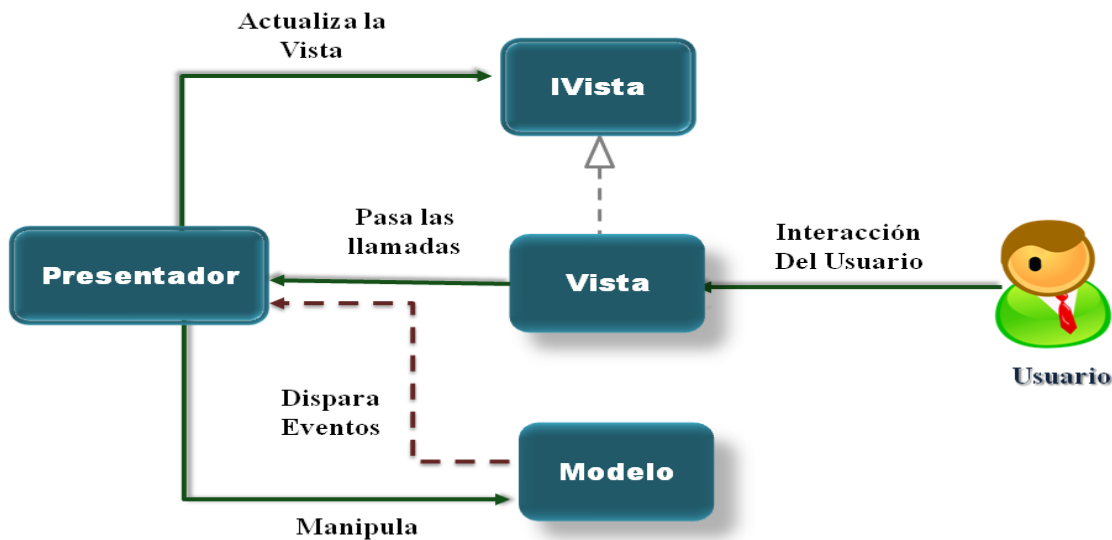 Actualiza la
Vista
IVista
Pasa las
llamadas
Interacción
Del Usuario
Presentador
Vista
Usuario
Dispara
Eventos
Modelo
Manipula